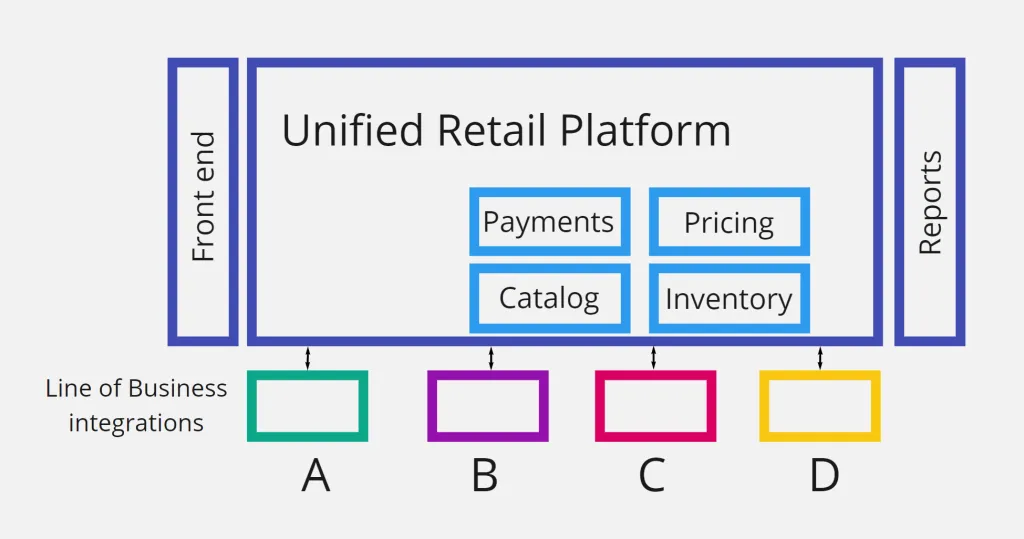 Unified Retail Platform
Front end
Payments
Pricing
Catalog
Inventory
Reports
Line of Business
integrations
A
B
C
D